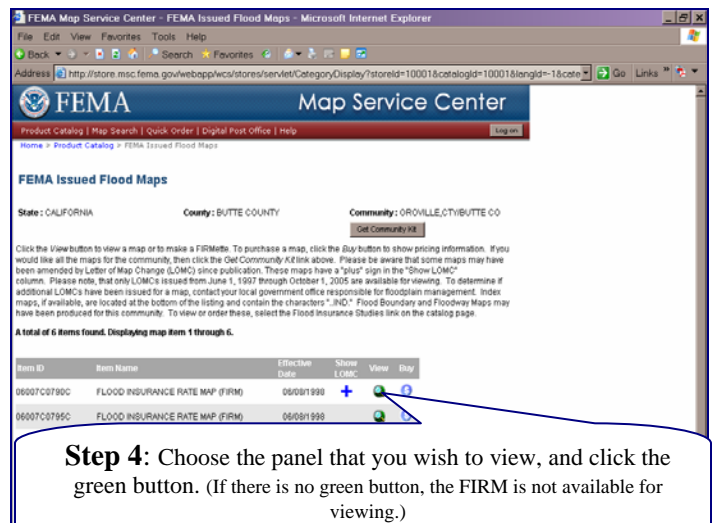 FEMA Map Service Center - FEMA Issued Flood Maps - Microsoft Internet Explorer
File Edit View Favorites Tools Help
Back Search Favorites
Address http://store.msc.fema.gov/webapp/wcs/stores/servlet/CategoryDisplay?storeId=10001&catalogId=10001&langId=-1&cate Go Links »
FEMA Map Service Center
Product Catalog | Map Search | Quick Order | Digital Post Office | Help Log on
Home > Product Catalog > FEMA Issued Flood Maps
FEMA Issued Flood Maps
State : CALIFORNIA County : BUTTE COUNTY Community : OROVILLE,CTY/BUTTE CO
Get Community Kit
Click the View button to view a map or to make a FIRMette. To purchase a map, click the Buy button to show pricing information. If you
would like all the maps for the community, then click the Get Community Kit link above. Please be aware that some maps may have
been amended by Letter of Map Change (LOMC) since publication. These maps have a "plus" sign in the "Show LOMC"
column. Please note, that only LOMCs issued from June 1, 1997 through October 1, 2005 are available for viewing. To determine if
additional LOMCs have been issued for a map, contact your local government office responsible for floodplain management. Index
maps, if available, are located at the bottom of the listing and contain the characters "..IND." Flood Boundary and Floodway Maps may
have been produced for this community. To view or order these, select the Flood Insurance Studies link on the catalog page.
A total of 6 items found. Displaying map item 1 through 6.
Item ID Item Name Effective Date Show LOMC View Buy
06007C0790C FLOOD INSURANCE RATE MAP (FIRM) 06/08/1998
06007C0795C FLOOD INSURANCE RATE MAP (FIRM) 06/08/1998
Step 4: Choose the panel that you wish to view, and click the
green button. (If there is no green button, the FIRM is not available for
viewing.)